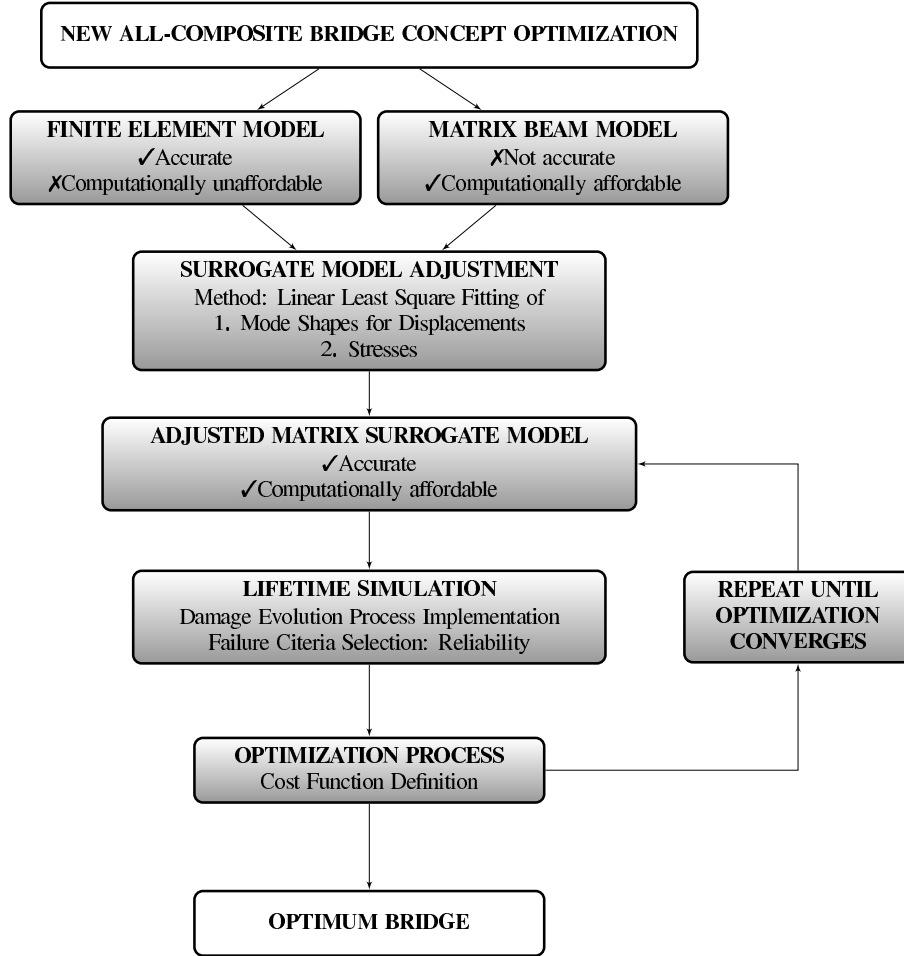 NEW ALL-COMPOSITE BRIDGE CONCEPT OPTIMIZATION
FINITE ELEMENT MODEL
✓Accurate
✗Computationally unaffordable
MATRIX BEAM MODEL
✗Not accurate
✓Computationally affordable
SURROGATE MODEL ADJUSTMENT
Method: Linear Least Square Fitting of
1. Mode Shapes for Displacements
2. Stresses
ADJUSTED MATRIX SURROGATE MODEL
✓Accurate
✓Computationally affordable
LIFETIME SIMULATION
Damage Evolution Process Implementation
Failure Citeria Selection: Reliability
REPEAT UNTIL
OPTIMIZATION
CONVERGES
OPTIMIZATION PROCESS
Cost Function Definition
OPTIMUM BRIDGE